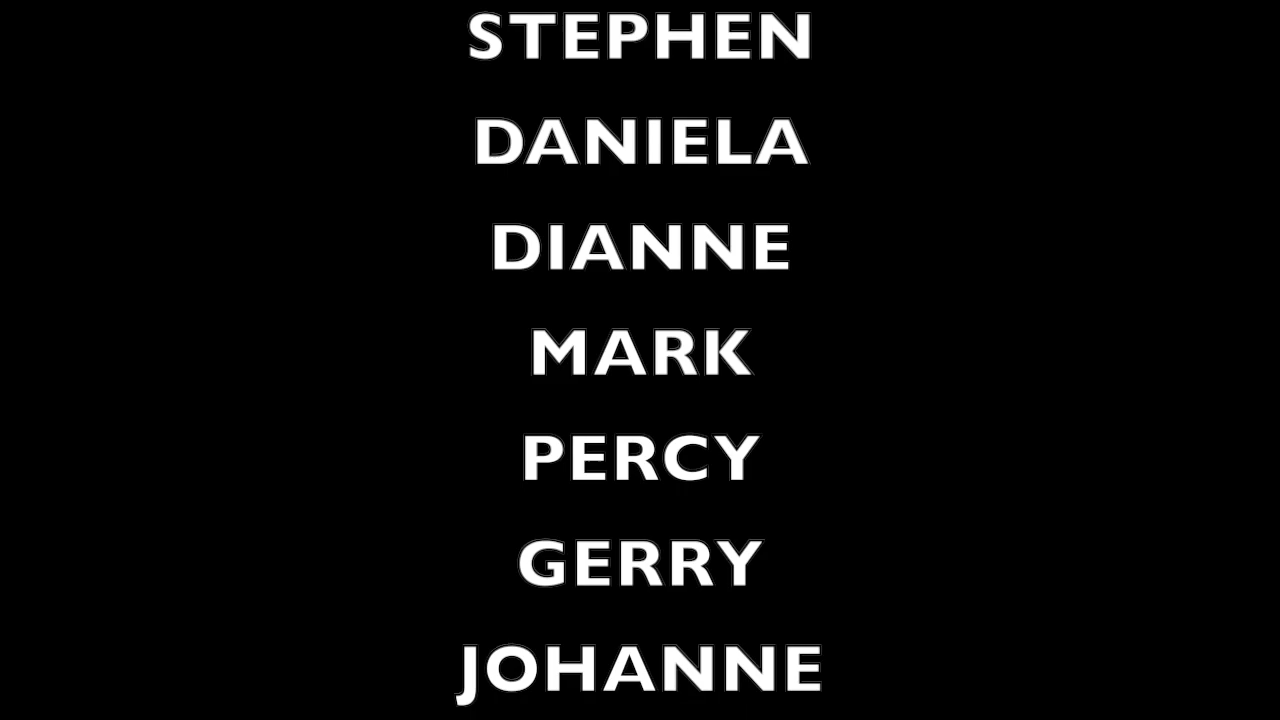 STEPHEN
DANIELA
DIANNE
MARK
PERCY
GERRY
JOHANNE